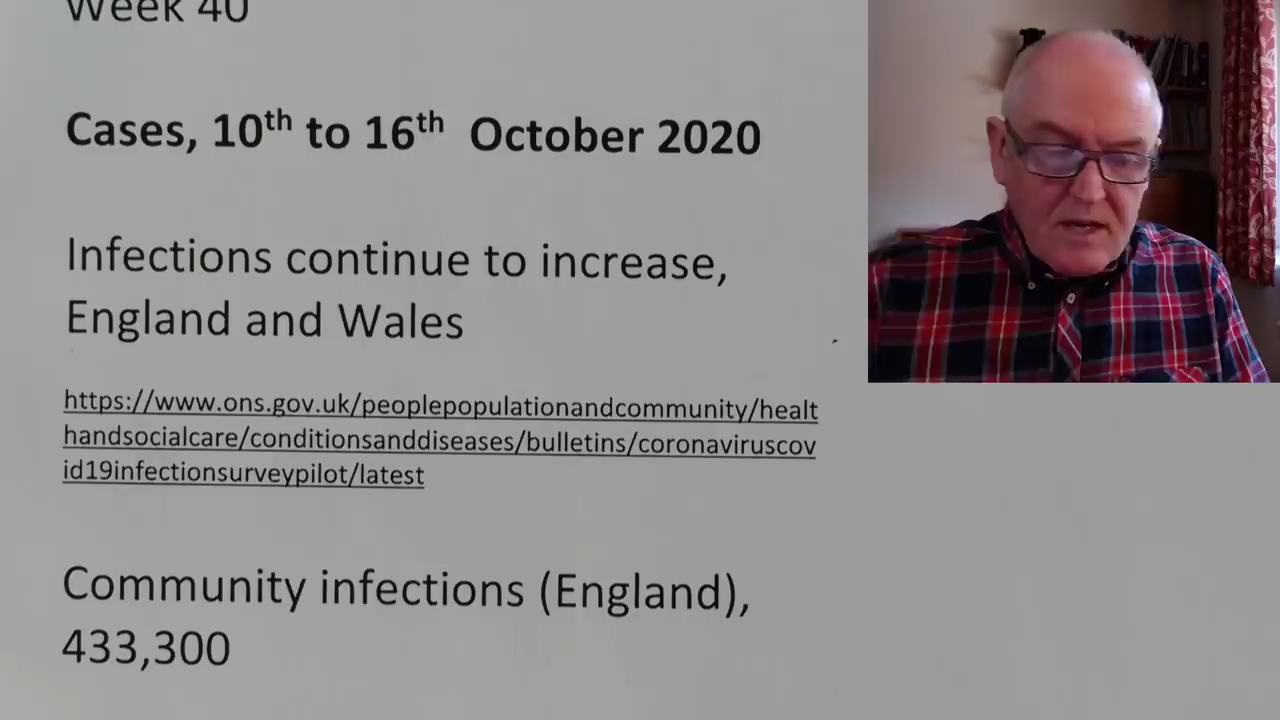 Week 40
Cases, 10th to 16th October 2020
Infections continue to increase,
England and Wales
https://www.ons.gov.uk/peoplepopulationandcommunity/healt
handsocialcare/conditionsanddiseases/bulletins/coronaviruscov
id19infectionsurveypilot/latest
Community infections (England),
433,300